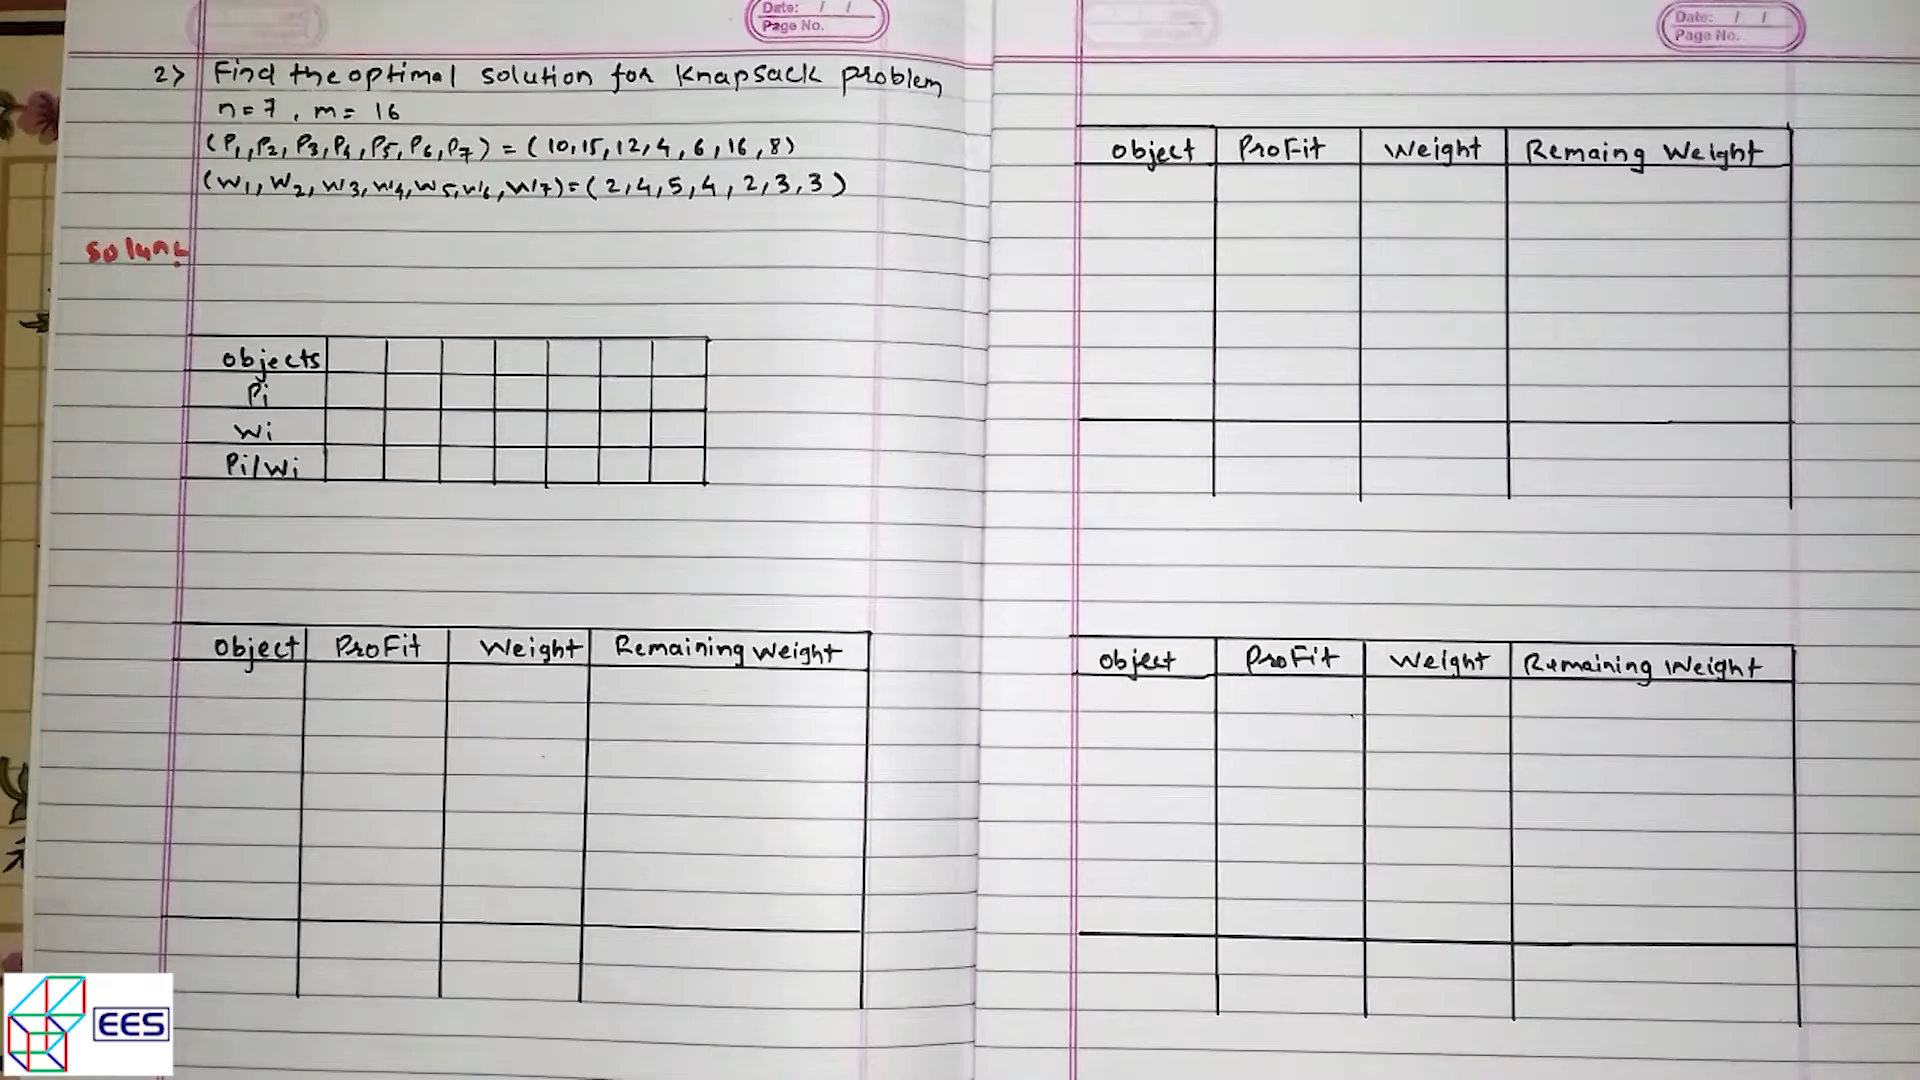 Date: / /
Page No.
2> Find the optimal solution for knapsack problem
n=7, m= 16
(P1,P2, P3,P4, P5, P6, P7) = (10,15,12,4,6,16,8)
(W1, W2, W3, W4, W5, W6, W7) = (2,4,5,4,2,3,3)
objects
Pi
Wi
Pi/Wi
object ProFit Weight Remaining weight
EES
Date: / /
Page No.
object ProFit Weight Remaing Weight
object ProFit Weight Remaining Weight